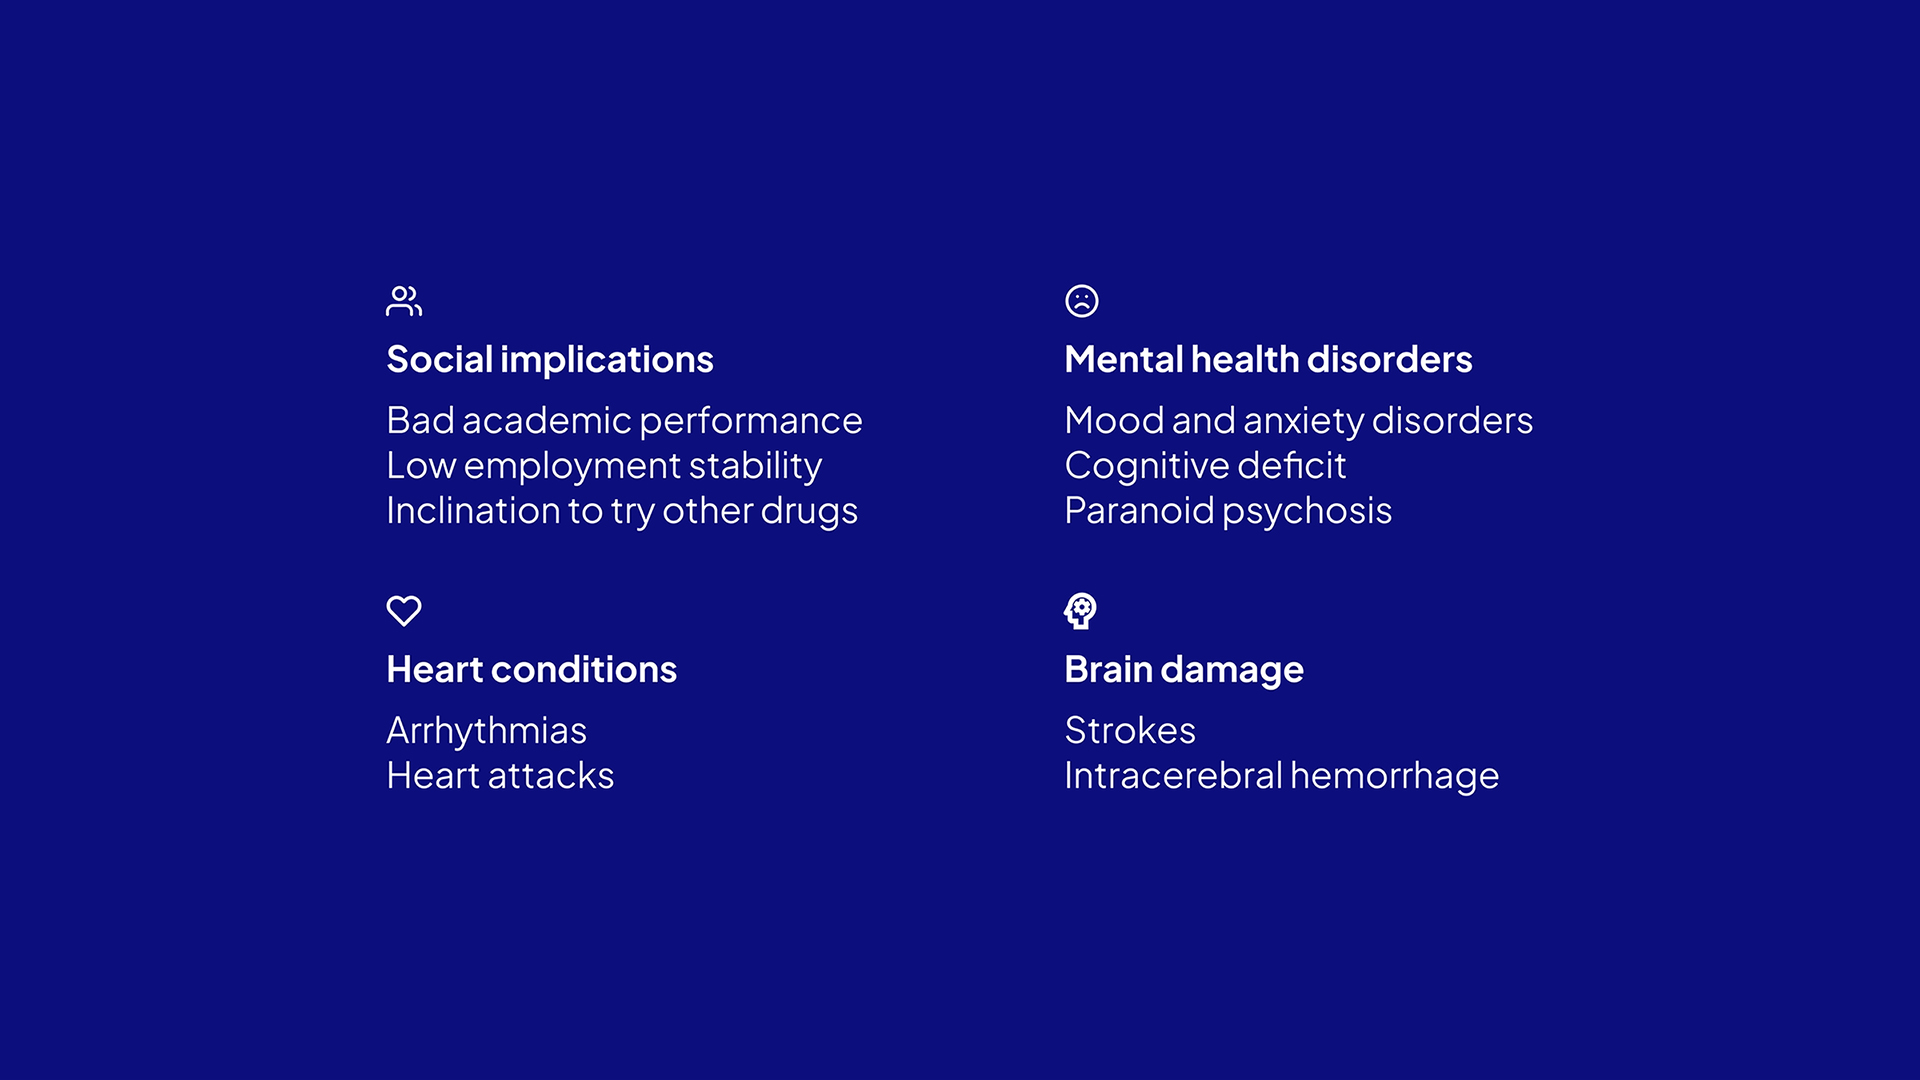 Social implications
Bad academic performance
Low employment stability
Inclination to try other drugs
Mental health disorders
Mood and anxiety disorders
Cognitive deficit
Paranoid psychosis
Heart conditions
Arrhythmias
Heart attacks
Brain damage
Strokes
Intracerebral hemorrhage